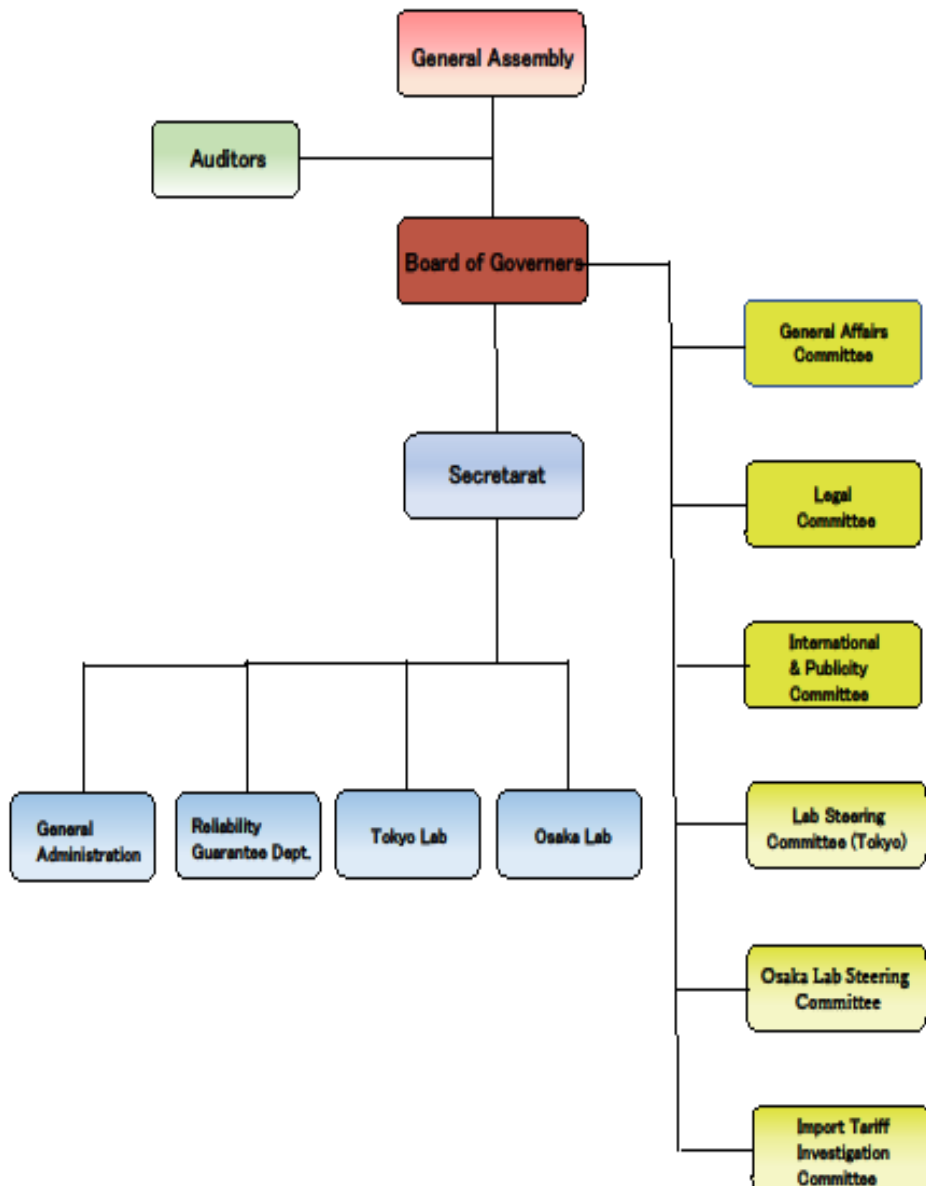 General Assembly
Auditors
Board of Governers
General Affairs
Committee
Secretarat
Legal
Committee
International
& Publicity
Committee
General
Administration
Reliability
Guarantee Dept.
Tokyo Lab
Osaka Lab
Lab Steering
Committee (Tokyo)
Osaka Lab Steering
Committee
Import Tariff
Investigation
Committee